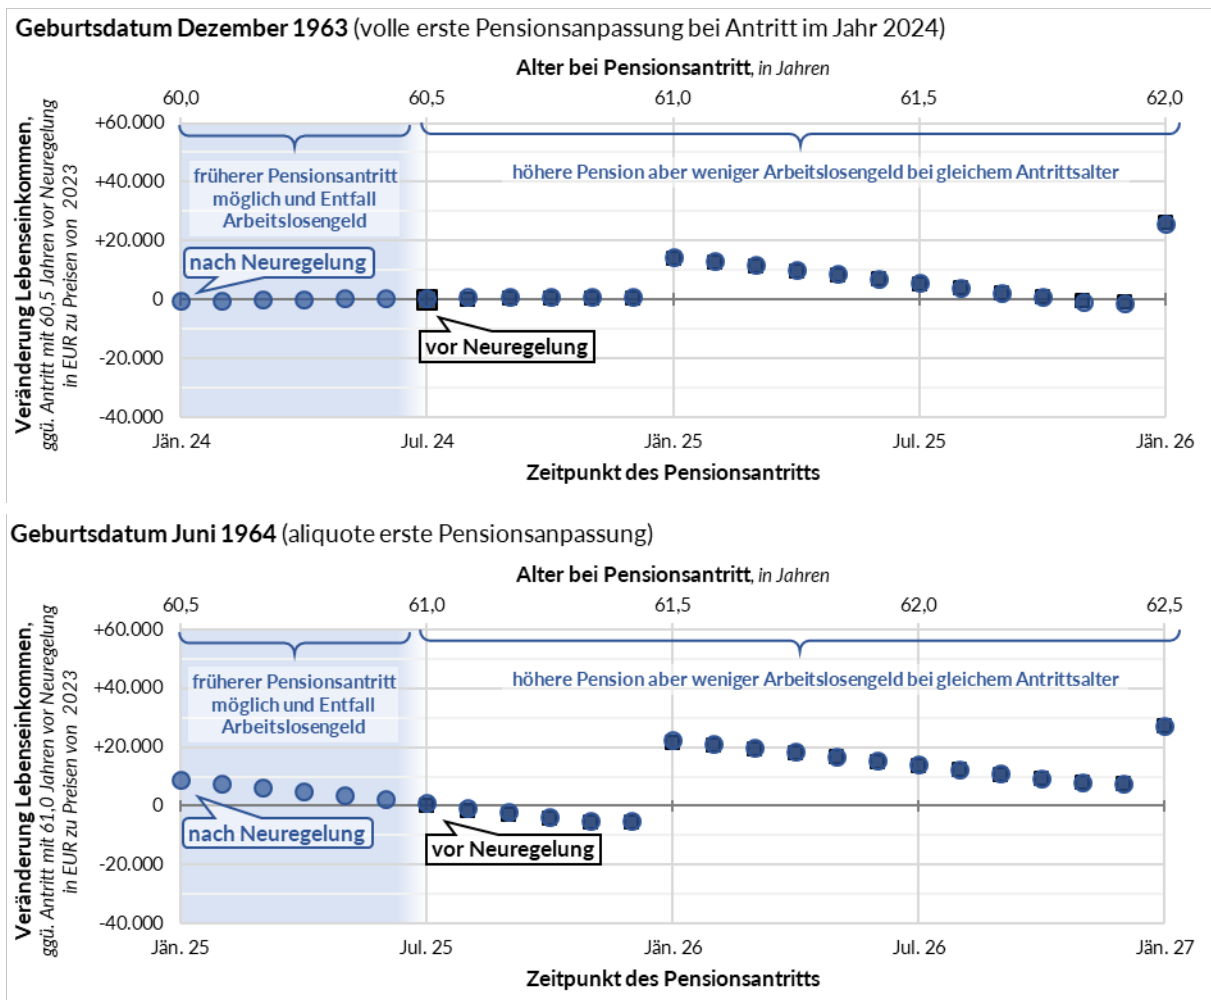 Geburtsdatum Dezember 1963 (volle erste Pensionsanpassung bei Antritt im Jahr 2024)
Alter bei Pensionsantritt, in Jahren
60,0 60,5 61,0 61,5 62,0
Veränderung Lebenseinkommen,
ggü. Antritt mit 60,5 Jahren vor Neuregelung
in EUR zu Preisen von 2023
+60.000
+40.000
+20.000
0
-20.000
-40.000
früherer Pensionsantritt
möglich und Entfall
Arbeitslosengeld
höhere Pension aber weniger Arbeitslosengeld bei gleichem Antrittsalter
nach Neuregelung
vor Neuregelung
Jän. 24 Jul. 24 Jän. 25 Jul. 25 Jän. 26
Zeitpunkt des Pensionsantritts
Geburtsdatum Juni 1964 (aliquote erste Pensionsanpassung)
Alter bei Pensionsantritt, in Jahren
60,5 61,0 61,5 62,0 62,5
Veränderung Lebenseinkommen,
ggü. Antritt mit 61,0 Jahren vor Neuregelung
in EUR zu Preisen von 2023
+60.000
+40.000
+20.000
0
-20.000
-40.000
früherer Pensionsantritt
möglich und Entfall
Arbeitslosengeld
höhere Pension aber weniger Arbeitslosengeld bei gleichem Antrittsalter
nach Neuregelung
vor Neuregelung
Jän. 25 Jul. 25 Jän. 26 Jul. 26 Jän. 27
Zeitpunkt des Pensionsantritts